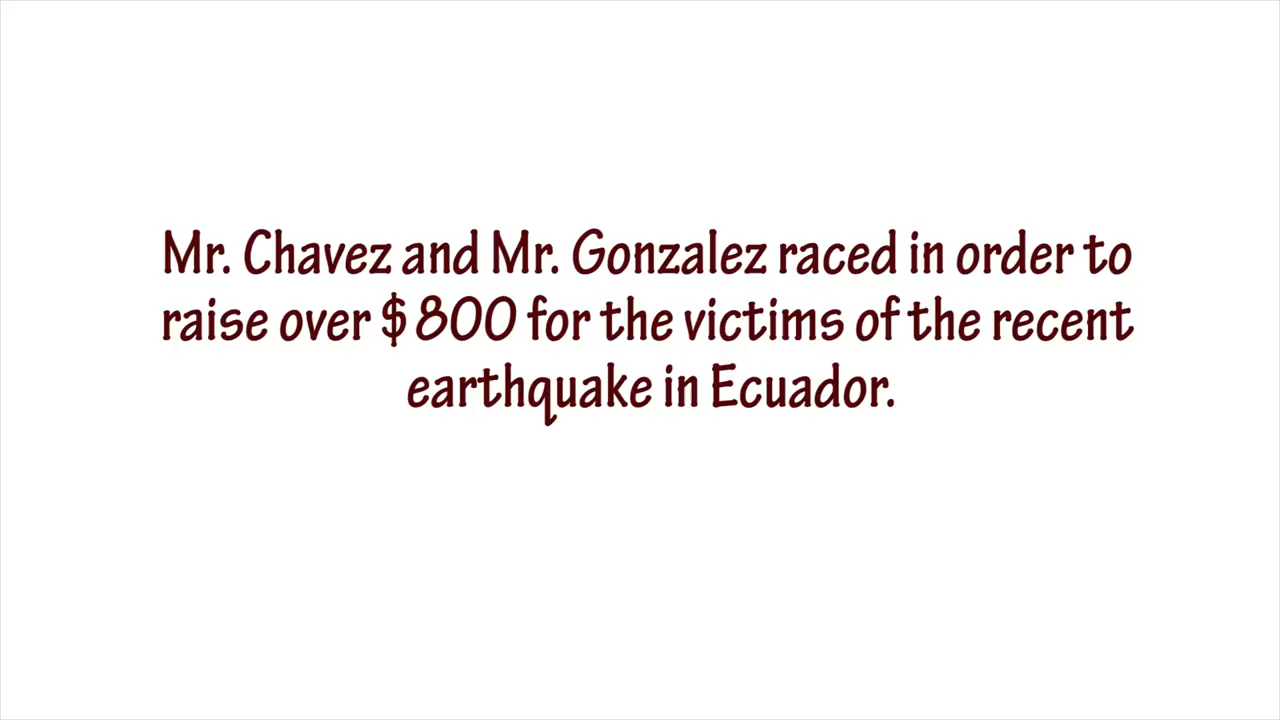 Mr. Chavez and Mr. Gonzalez raced in order to
raise over $800 for the victims of the recent
earthquake in Ecuador.